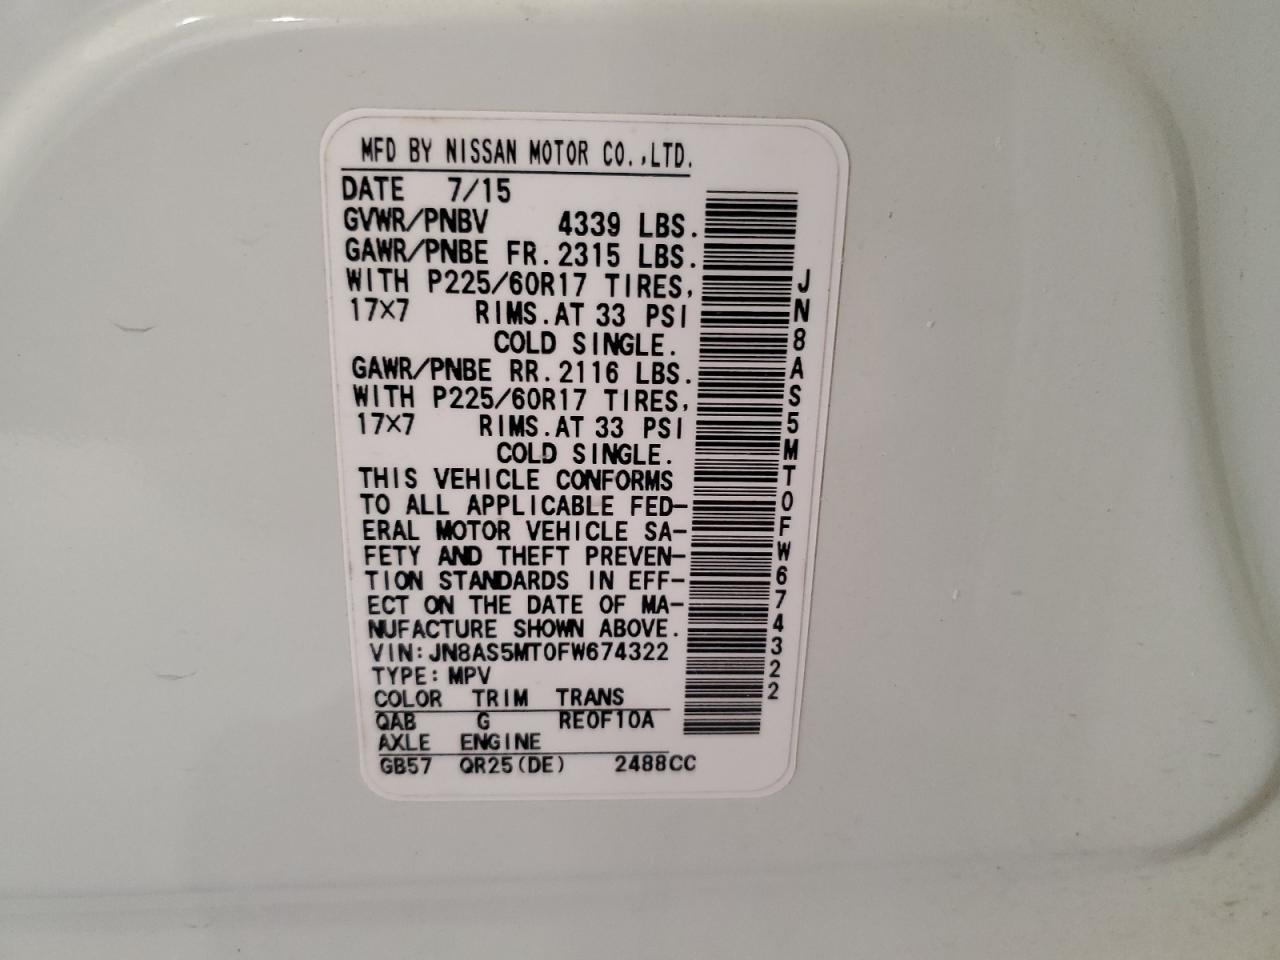 MFD BY NISSAN MOTOR CO.,LTD.
DATE 7/15
GVWR/PNBV 4339 LBS.
GAWR/PNBE FR.2315 LBS.
WITH P225/60R17 TIRES,
17×7 RIMS.AT 33 PSI
COLD SINGLE.
GAWR/PNBE RR.2116 LBS.
WITH P225/60R17 TIRES,
17×7 RIMS.AT 33 PSI
COLD SINGLE.
THIS VEHICLE CONFORMS
TO ALL APPLICABLE FED-
ERAL MOTOR VEHICLE SA-
FETY AND THEFT PREVEN-
TION STANDARDS IN EFF-
ECT ON THE DATE OF MA-
NUFACTURE SHOWN ABOVE.
VIN:JN8AS5MT0FW674322
TYPE:MPV
COLOR TRIM TRANS
QAB G RE0F10A
AXLE ENGINE
GB57 QR25(DE) 2488CC
JN8AS5MT0FW674322